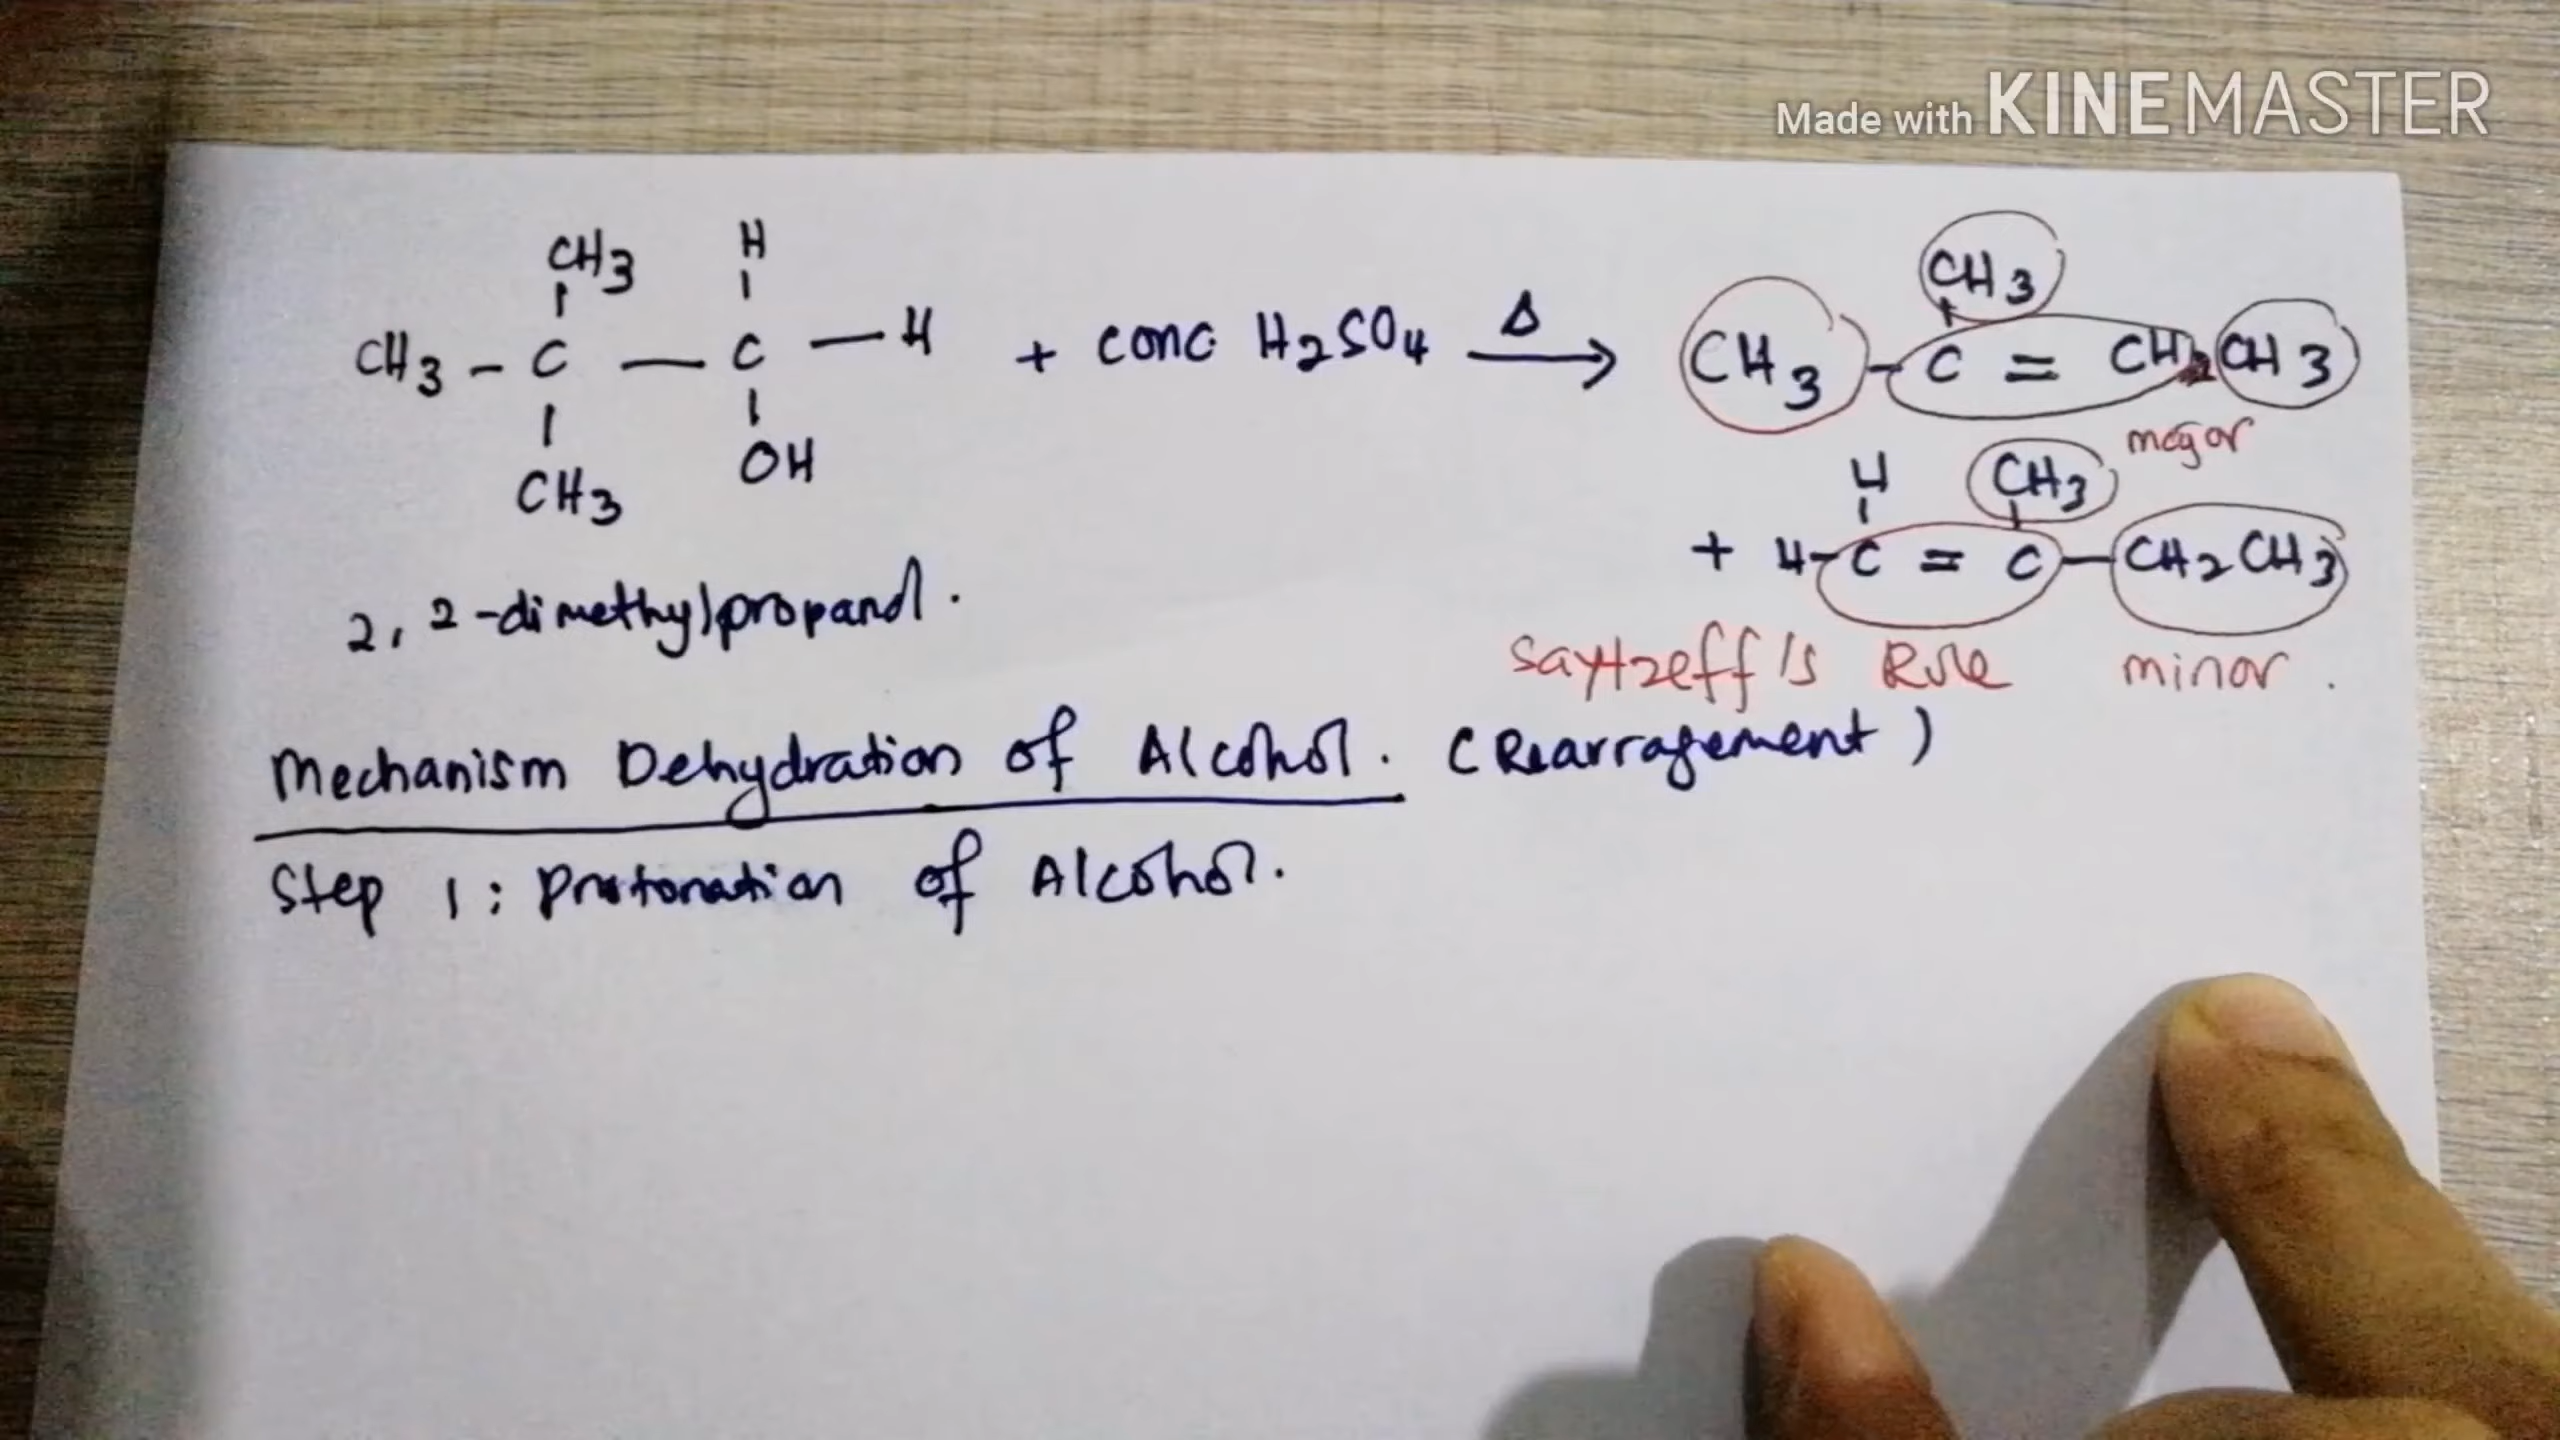 Made with KINEMASTER
CH3 H CH3
CH3 - C — C — H + conc H2SO4 Δ → CH3 - C = CHCH3
CH3 OH major
H CH3
+ H - C = C — CH2CH3
2, 2-dimethylpropanol.
Saytzeff's Rule minor.
Mechanism Dehydration of Alcohol. (Rearragement)
Step 1: Protonation of Alcohol.